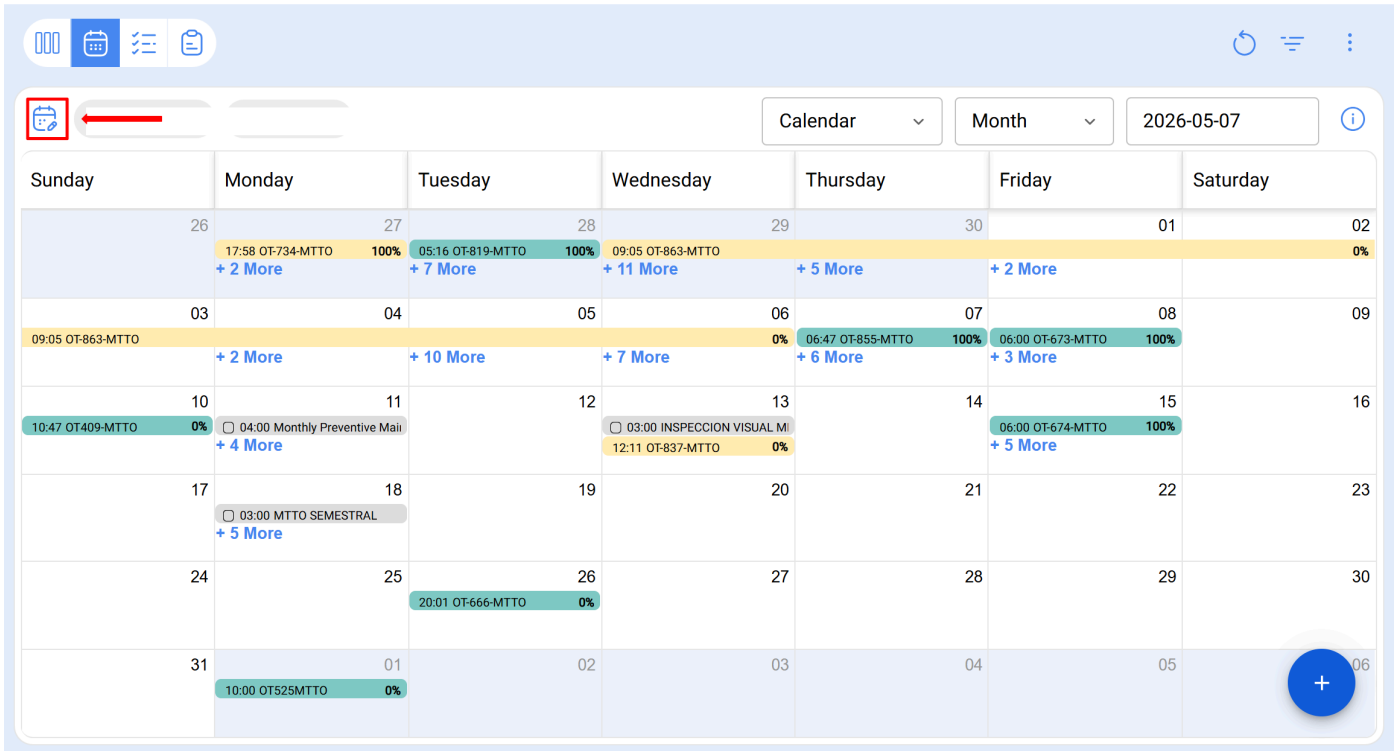 Calendar Month 2026-05-07
Sunday Monday Tuesday Wednesday Thursday Friday Saturday
26 27 28 29 30 01 02
17:58 OT-734-MTTO 100% 05:16 OT-819-MTTO 100% 09:05 OT-863-MTTO 0%
+ 2 More + 7 More + 11 More + 5 More + 2 More
03 04 05 06 07 08 09
09:05 OT-863-MTTO 0% 06:47 OT-855-MTTO 100% 06:00 OT-673-MTTO 100%
+ 2 More + 10 More + 7 More + 6 More + 3 More
10 11 12 13 14 15 16
10:47 OT409-MTTO 0% 04:00 Monthly Preventive Mai 03:00 INSPECCION VISUAL M 06:00 OT-674-MTTO 100%
+ 4 More 12:11 OT-837-MTTO 0% + 5 More
17 18 19 20 21 22 23
03:00 MTTO SEMESTRAL
+ 5 More
24 25 26 27 28 29 30
20:01 OT-666-MTTO 0%
31 01 02 03 04 05 06
10:00 OT525MTTO 0%
+